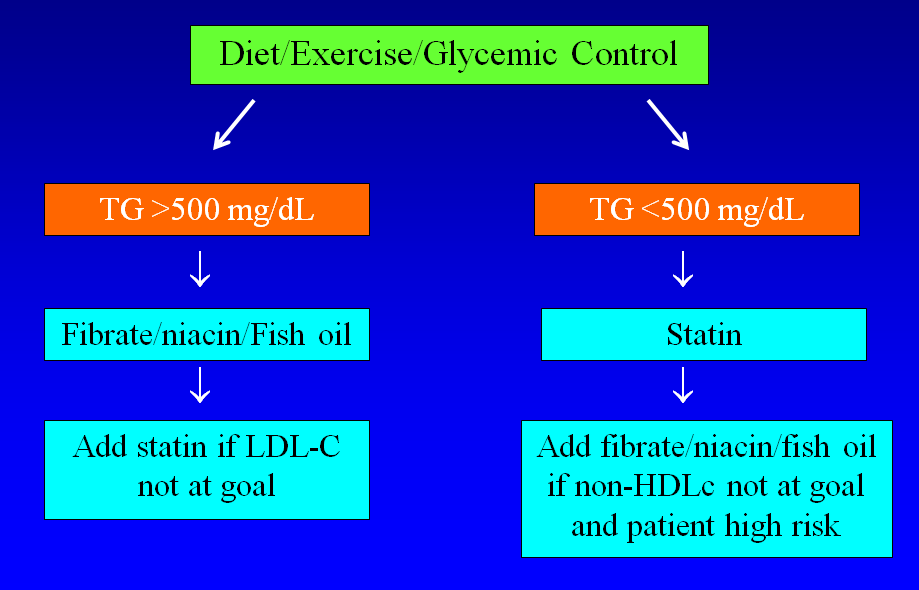 Diet/Exercise/Glycemic Control
TG >500 mg/dL
TG <500 mg/dL
Fibrate/niacin/Fish oil
Statin
Add statin if LDL-C
not at goal
Add fibrate/niacin/fish oil
if non-HDLc not at goal
and patient high risk